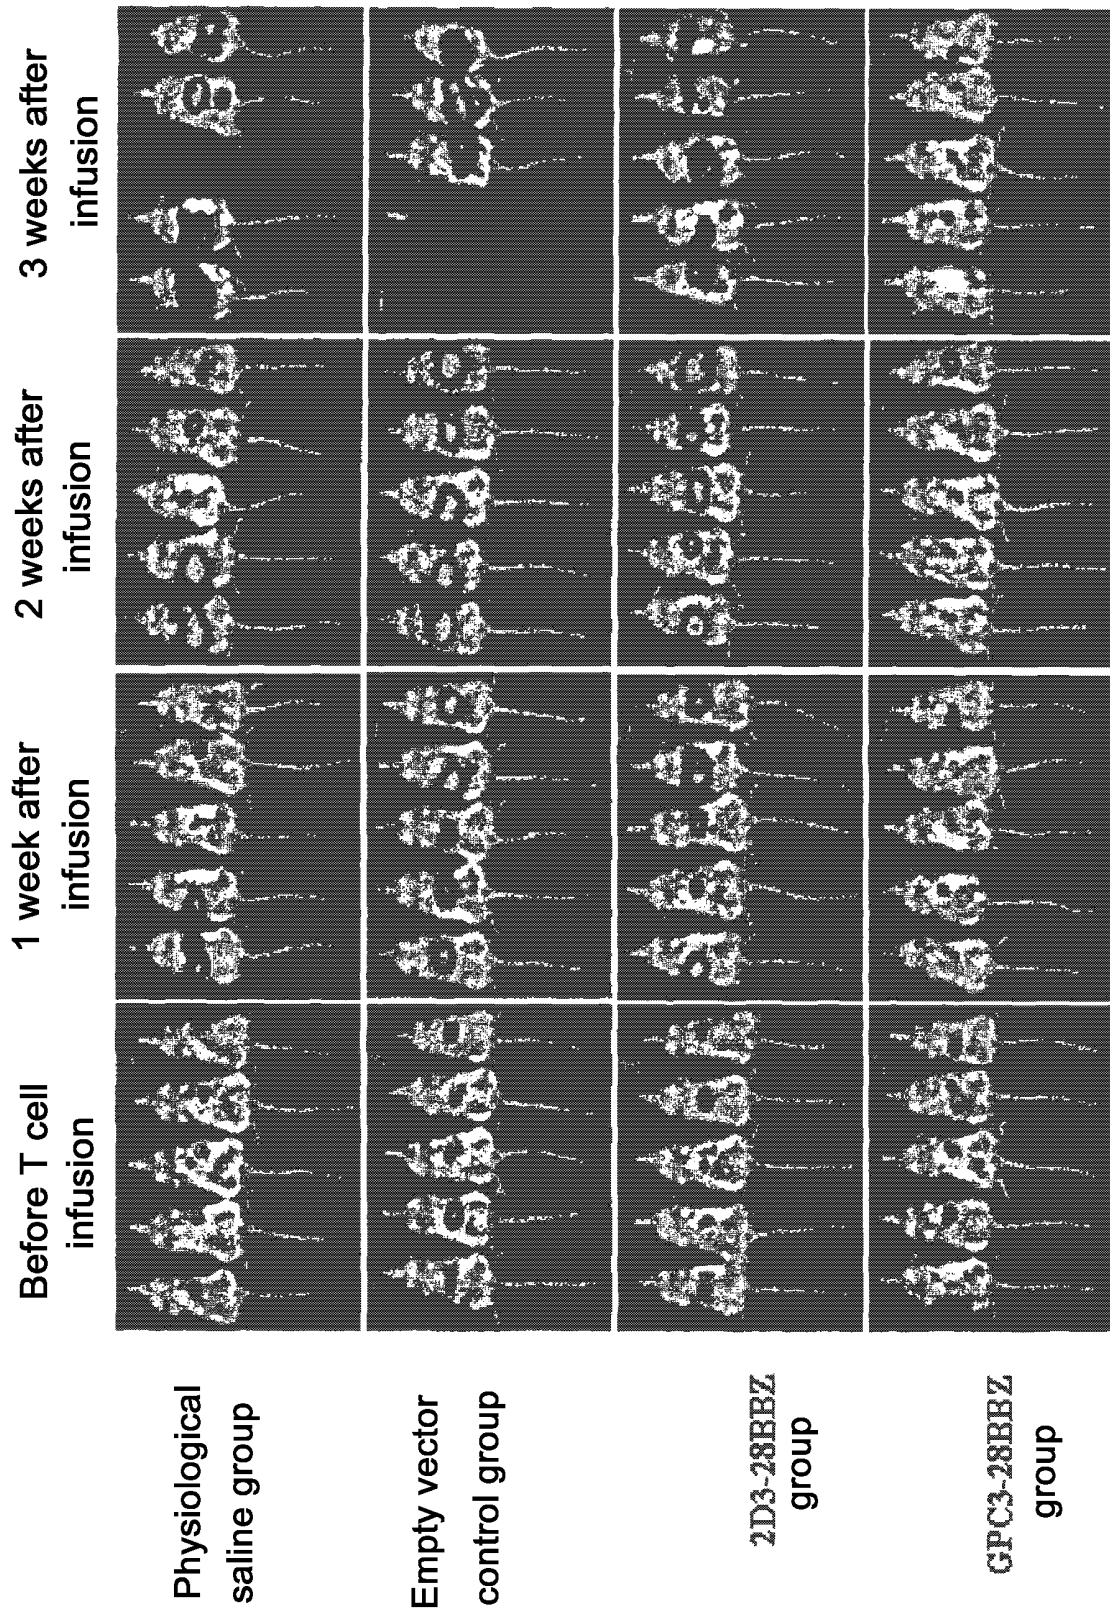 Before T cell
infusion
1 week after
infusion
2 weeks after
infusion
3 weeks after
infusion
Physiological
saline group
Empty vector
control group
2D3-28BBZ
group
GPC3-28BBZ
group